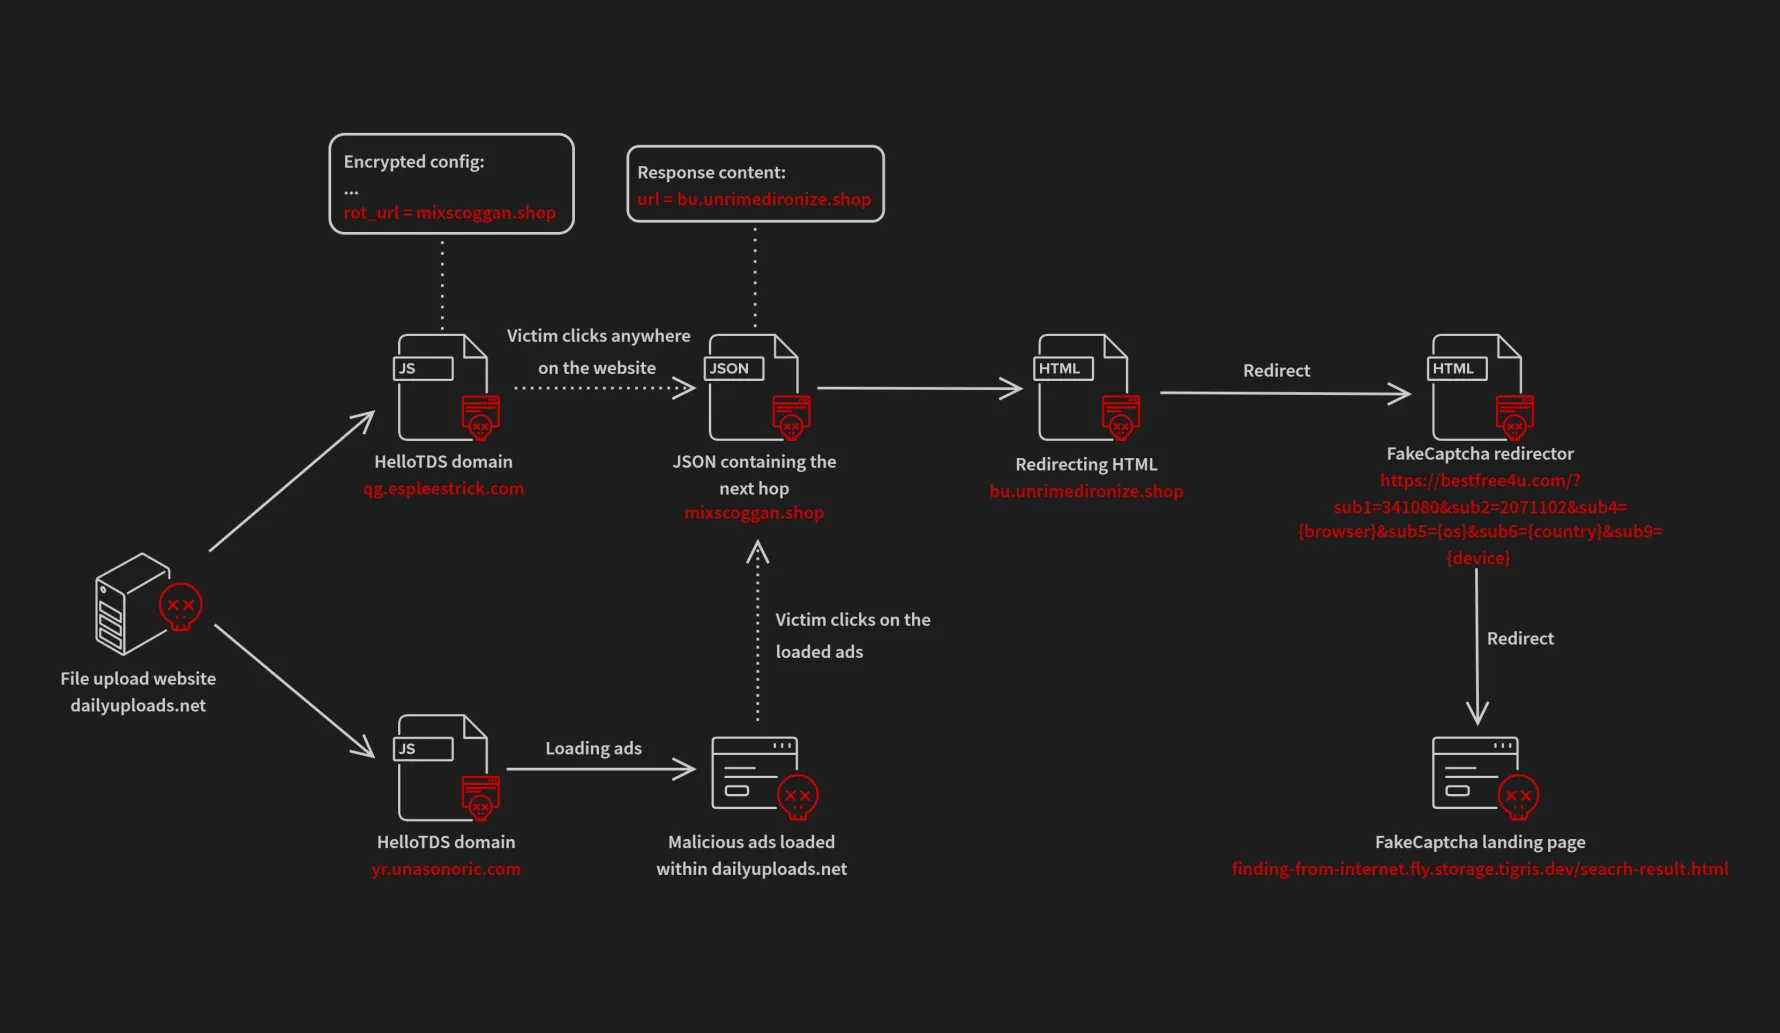 Encrypted config:
...
rot_url = mixscoggan.shop
Response content:
url = bu.unrimedironize.shop
JS
Victim clicks anywhere
on the website
JSON
HTML
Redirect
HTML
HelloTDS domain
qg.espleestrick.com
JSON containing the
next hop
mixscoggan.shop
Redirecting HTML
bu.unrimedironize.shop
FakeCaptcha redirector
https://bestfree4u.com/?
sub1=341080&sub2=2071102&sub4=
{browser}&sub5={os}&sub6={country}&sub9=
{device}
File upload website
dailyuploads.net
Victim clicks on the
loaded ads
Redirect
JS
Loading ads
HelloTDS domain
yr.unasonoric.com
Malicious ads loaded
within dailyuploads.net
FakeCaptcha landing page
finding-from-internet.fly.storage.tigris.dev/seacrh-result.html